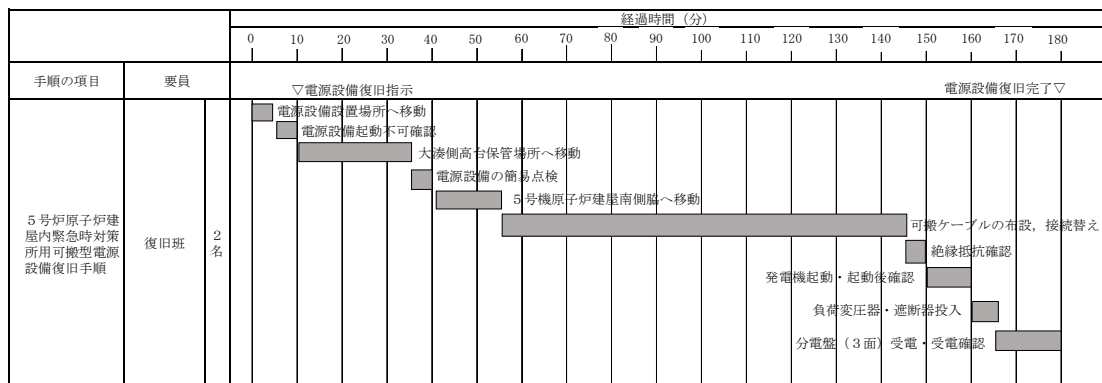 経過時間（分）
0 10 20 30 40 50 60 70 80 90 100 110 120 130 140 150 160 170 180
手順の項目 要員
▽電源設備復旧指示 電源設備復旧完了▽
電源設備設置場所へ移動
電源設備起動不可確認
大湊側高台保管場所へ移動
電源設備の簡易点検
５号機原子炉建屋南側脇へ移動
可搬ケーブルの布設，接続替え
絶縁抵抗確認
発電機起動・起動後確認
負荷変圧器・遮断器投入
分電盤（３面）受電・受電確認
５号炉原子炉建
屋内緊急時対策
所用可搬型電源
設備復旧手順
復旧班
２
名